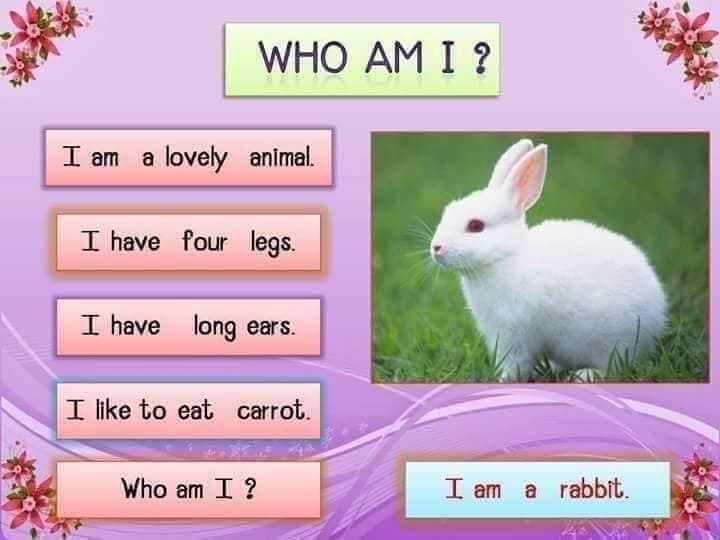 WHO AM I ?
I am a lovely animal.
I have four legs.
I have long ears.
I like to eat carrot.
Who am I ?
I am a rabbit.